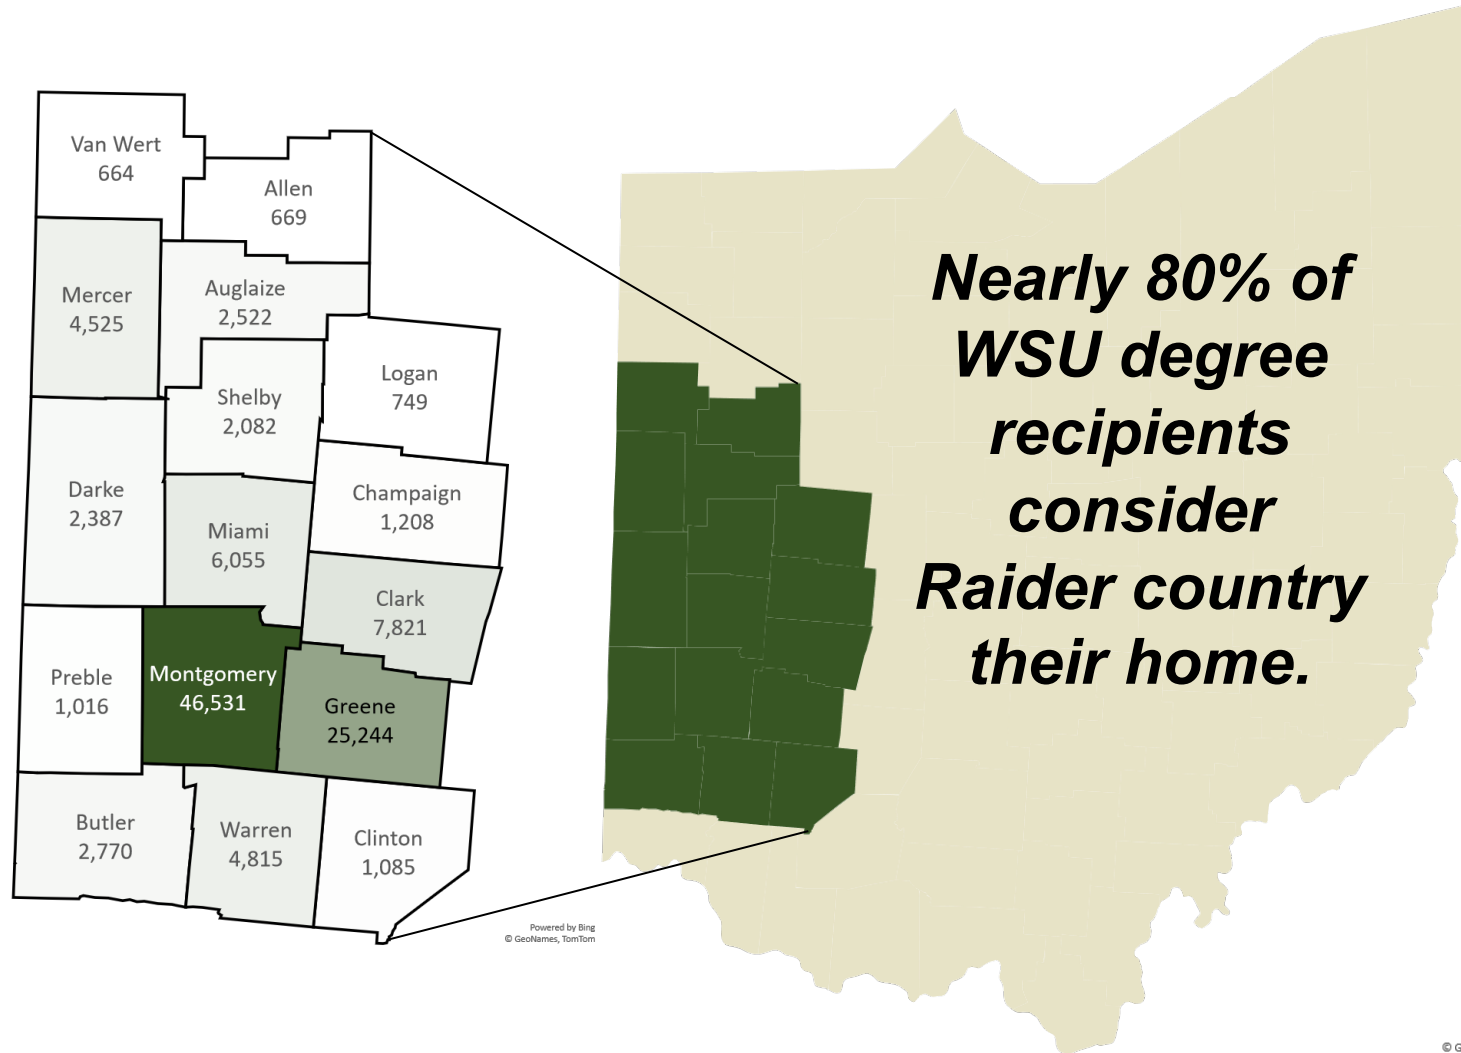 Van Wert
664
Allen
669
Mercer
4,525
Auglaize
2,522
Logan
749
Shelby
2,082
Darke
2,387
Champaign
1,208
Miami
6,055
Clark
7,821
Preble
1,016
Montgomery
46,531
Greene
25,244
Butler
2,770
Warren
4,815
Clinton
1,085
Powered by Bing
© GeoNames, TomTom
Nearly 80% of
WSU degree
recipients
consider
Raider country
their home.
© G